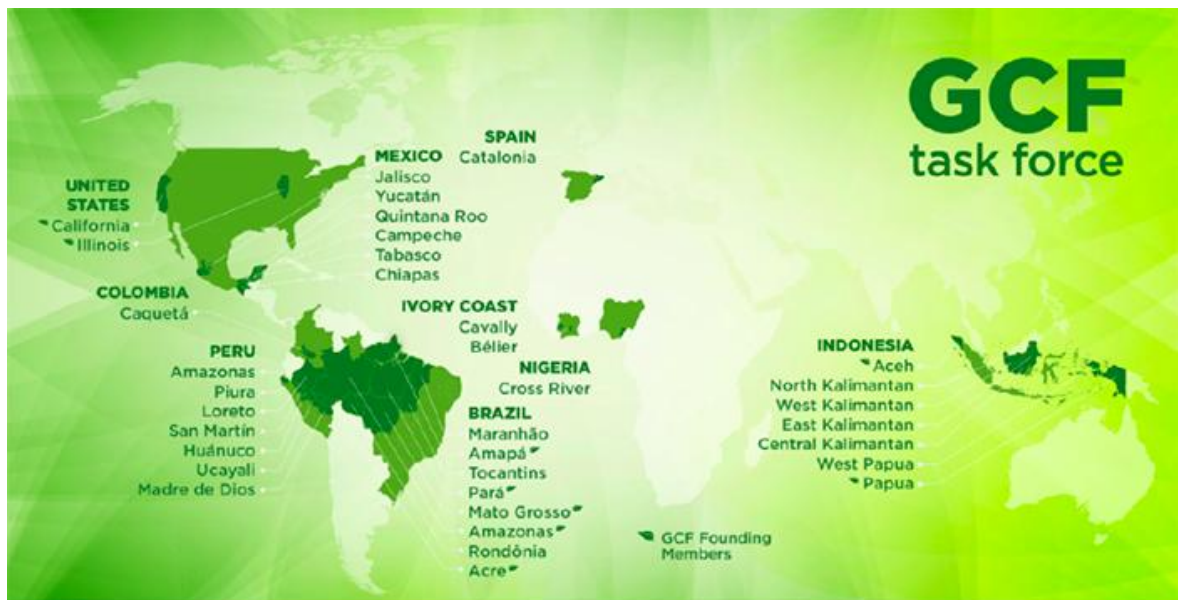 GCF
task force
UNITED
STATES
California
Illinois
MEXICO
Jalisco
Yucatán
Quintana Roo
Campeche
Tabasco
Chiapas
SPAIN
Catalonia
COLOMBIA
Caquetá
IVORY COAST
Cavally
Bélier
NIGERIA
Cross River
PERU
Amazonas
Piura
Loreto
San Martín
Huánuco
Ucayali
Madre de Dios
BRAZIL
Maranhão
Amapá
Tocantins
Pará
Mato Grosso
Amazonas
Rondônia
Acre
INDONESIA
Aceh
North Kalimantan
West Kalimantan
East Kalimantan
Central Kalimantan
West Papua
Papua
GCF Founding
Members